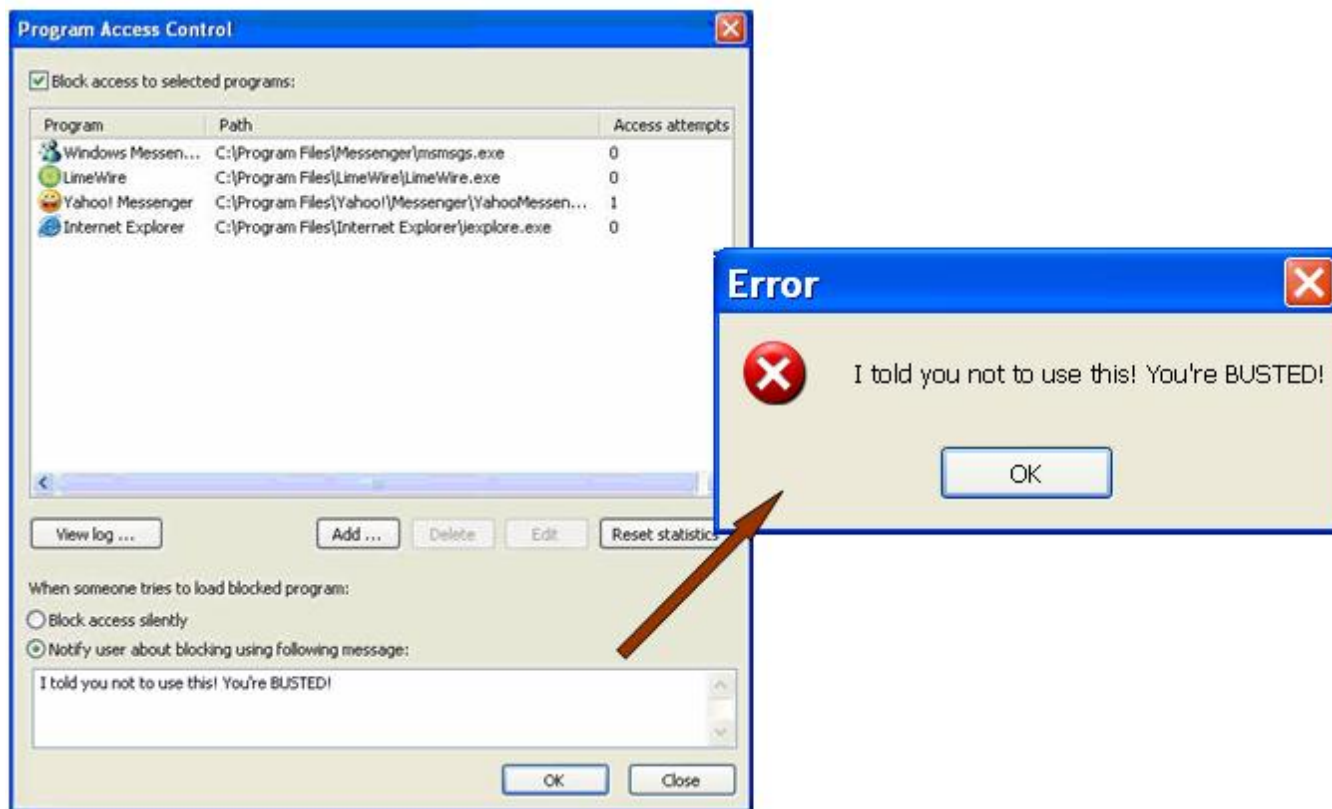 Program Access Control
Block access to selected programs:
Program Path Access attempts
Windows Messen... C:\Program Files\Messenger\msmsgs.exe 0
LimeWire C:\Program Files\LimeWire\LimeWire.exe 0
Yahoo! Messenger C:\Program Files\Yahoo!\Messenger\YahooMessen... 1
Internet Explorer C:\Program Files\Internet Explorer\iexplore.exe 0
View log ... Add ... Delete Edit Reset statistics
When someone tries to load blocked program:
Block access silently
Notify user about blocking using following message:
I told you not to use this! You're BUSTED!
OK Close
Error
I told you not to use this! You're BUSTED!
OK